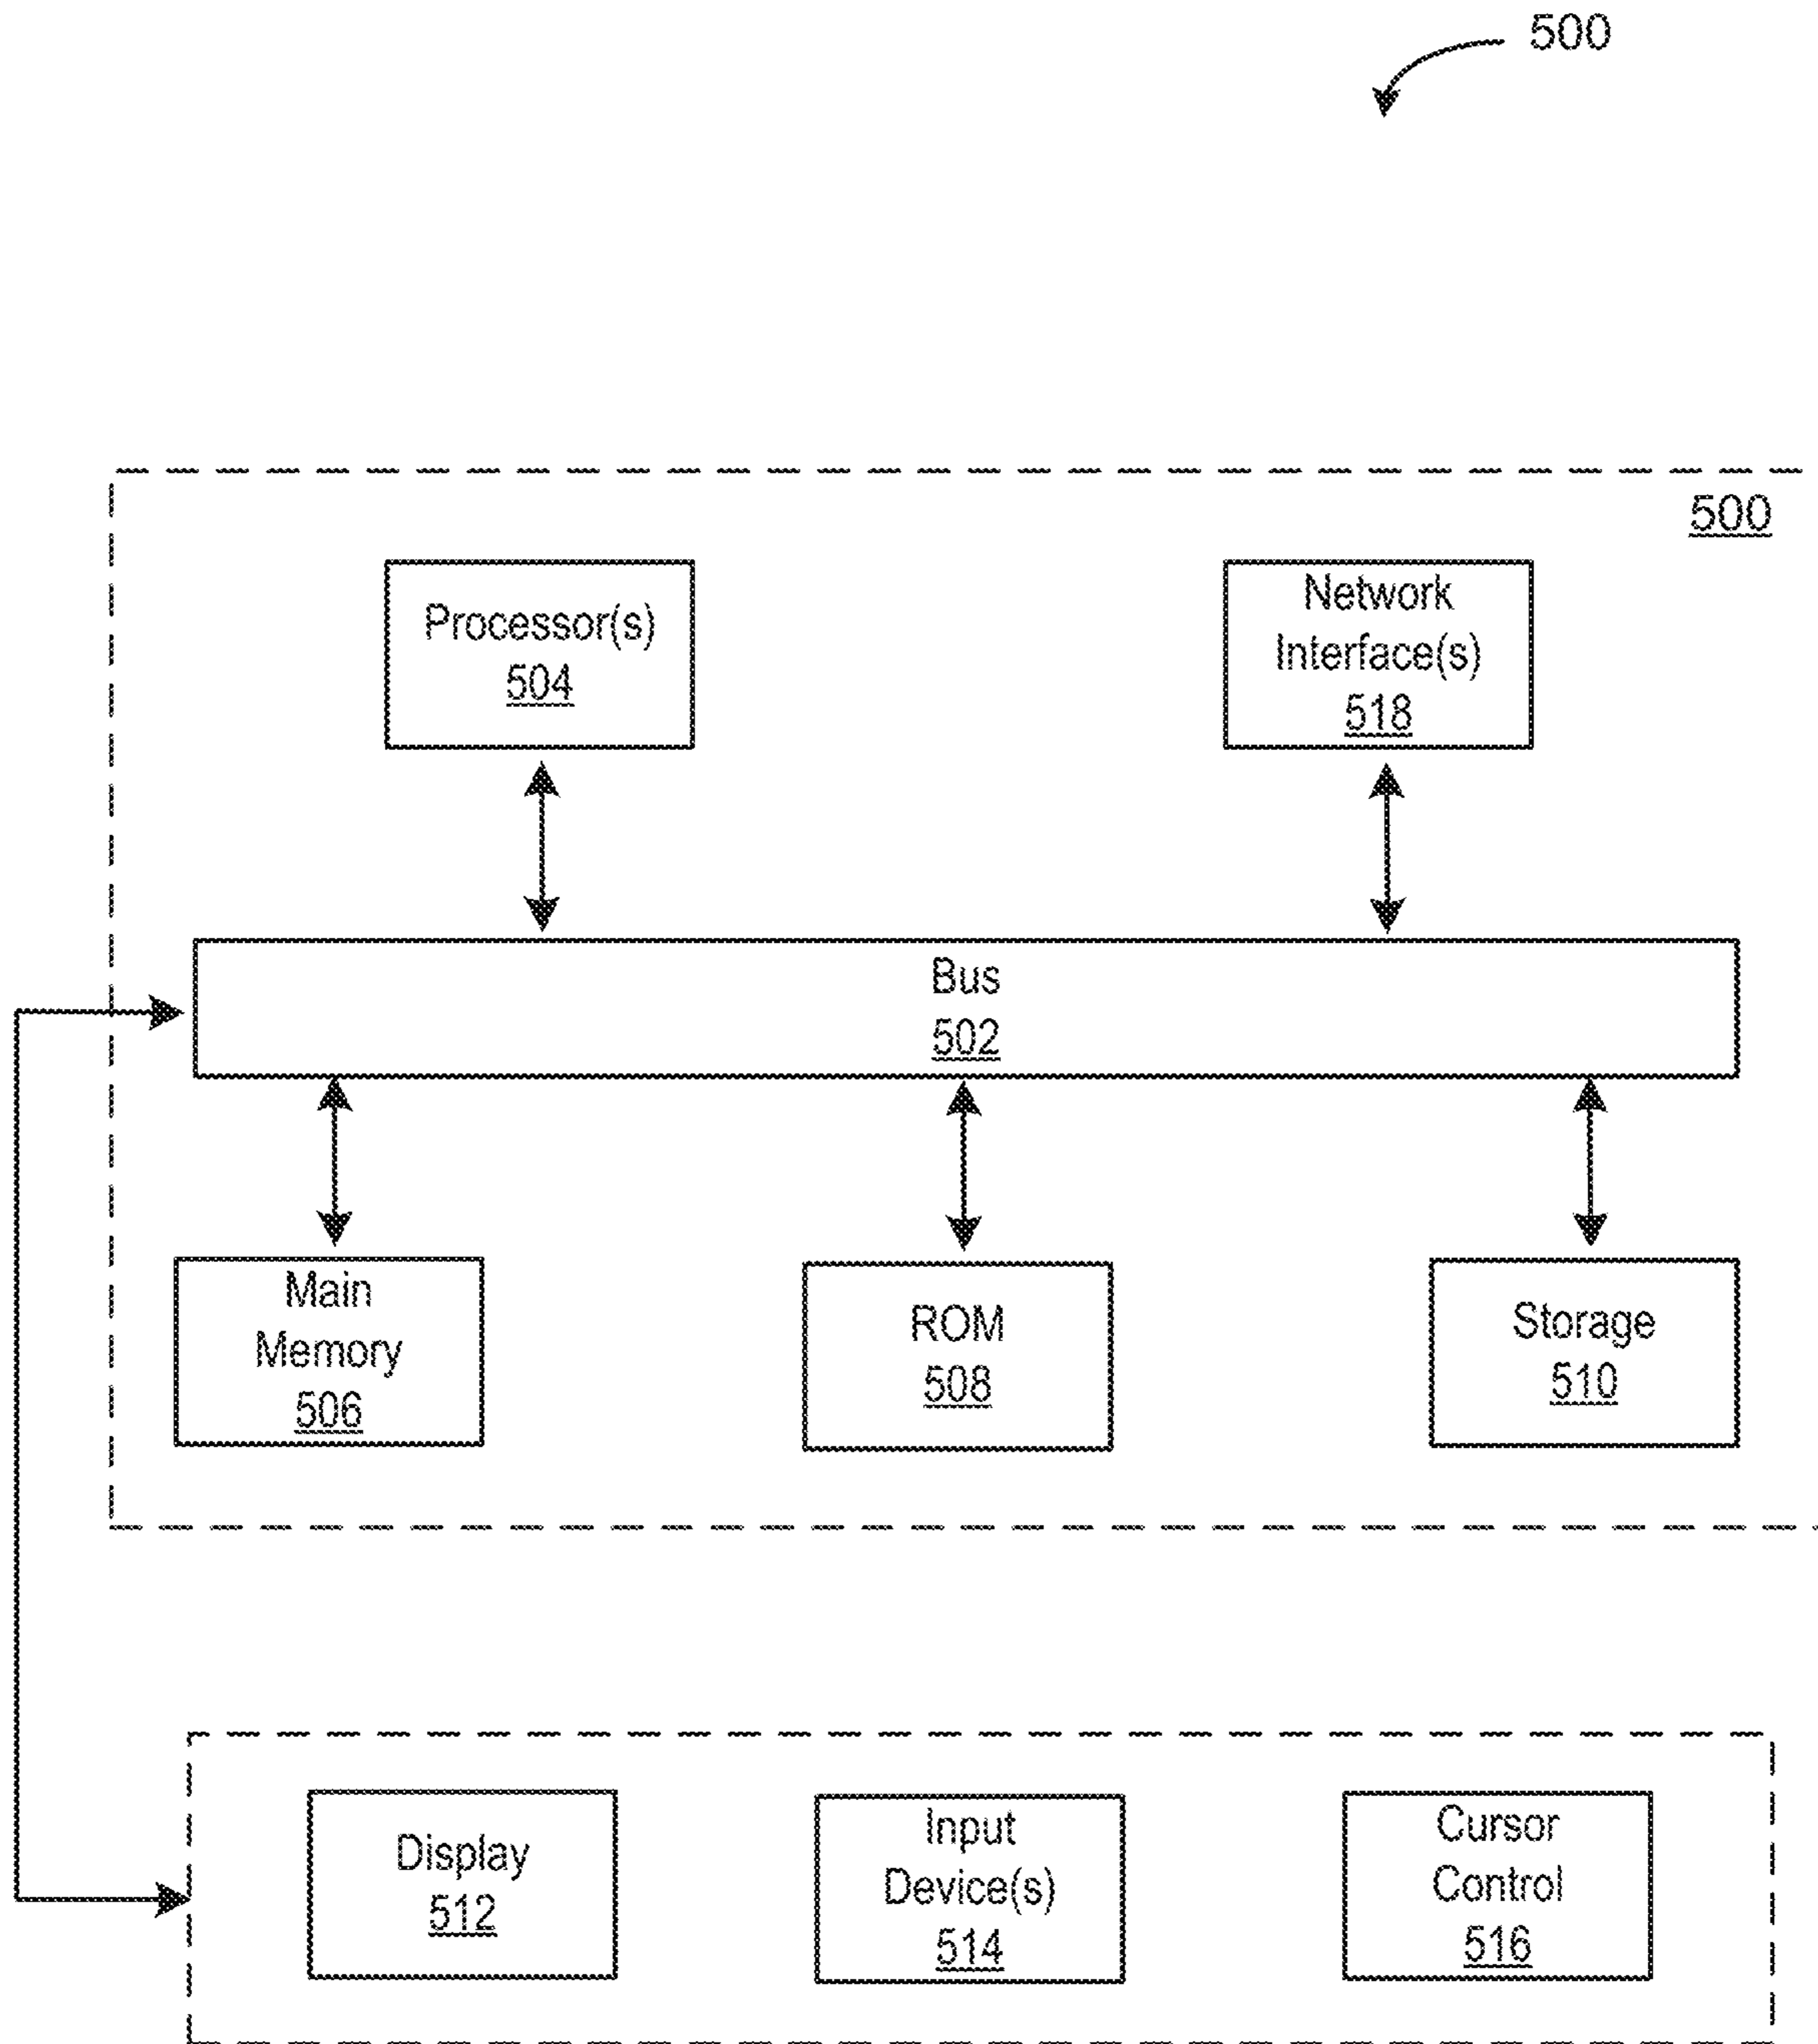 500
500
Processor(s)
504
Network
Interface(s)
518
Bus
502
Main
Memory
506
ROM
508
Storage
510
Display
512
Input
Device(s)
514
Cursor
Control
516